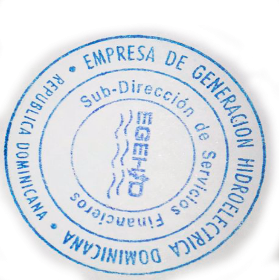 EMPRESA DE GENERACION HIDROELECTRICA DOMINICANA
REPUBLICA DOMINICANA
Sub-Dirección de Servicios
Financieros
EGEHID